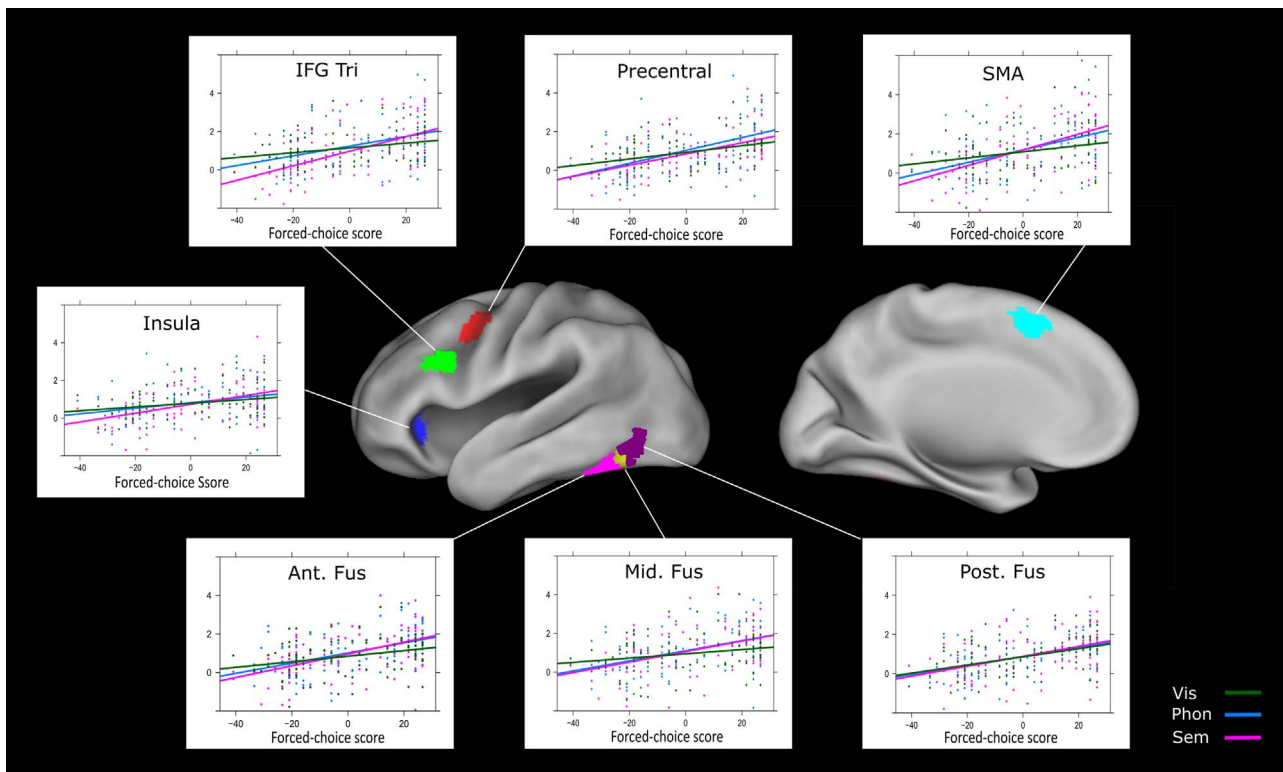 IFG Tri
4
2
0
−40 −20 0 20
Forced-choice score
Precentral
4
2
0
−40 −20 0 20
Forced-choice score
SMA
4
2
0
−40 −20 0 20
Forced-choice score
Insula
4
2
0
−40 −20 0 20
Forced-choice Score
Ant. Fus
4
2
0
−40 −20 0 20
Forced-choice score
Mid. Fus
4
2
0
−40 −20 0 20
Forced-choice score
Post. Fus
4
2
0
−40 −20 0 20
Forced-choice score
Vis
Phon
Sem